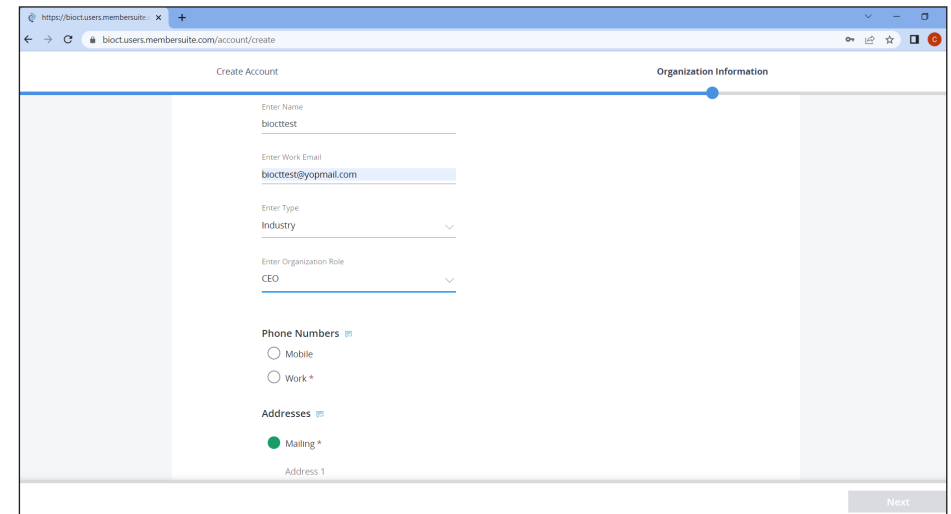 https://bioct.users.membersuite.
bioct.users.membersuite.com/account/create
C
Create Account
Organization Information
Enter Name
biocttest
Enter Work Email
biocttest@yopmail.com
Enter Type
Industry
Enter Organization Role
CEO
Phone Numbers
Mobile
Work *
Addresses
Mailing *
Address 1
Next